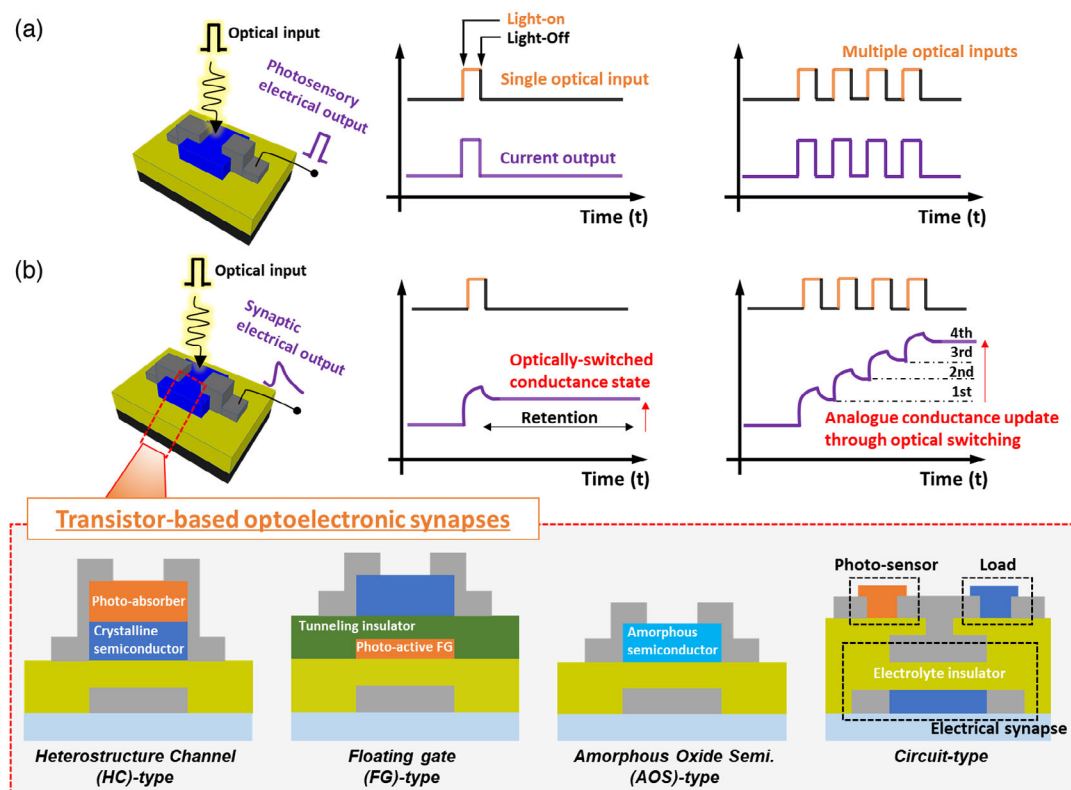 (a)
Optical input
Photosensory
electrical output
Light-on
Light-Off
Single optical input
Current output
Time (t)
Multiple optical inputs
Time (t)
(b)
Optical input
Synaptic
electrical output
Optically-switched
conductance state
Retention
Time (t)
4th
3rd
2nd
1st
Analogue conductance update
through optical switching
Time (t)
Transistor-based optoelectronic synapses
Photo-absorber
Crystalline
semiconductor
Heterostructure Channel
(HC)-type
Tunneling insulator
Photo-active FG
Floating gate
(FG)-type
Amorphous
semiconductor
Amorphous Oxide Semi.
(AOS)-type
Photo-sensor
Load
Electrolyte insulator
Electrical synapse
Circuit-type